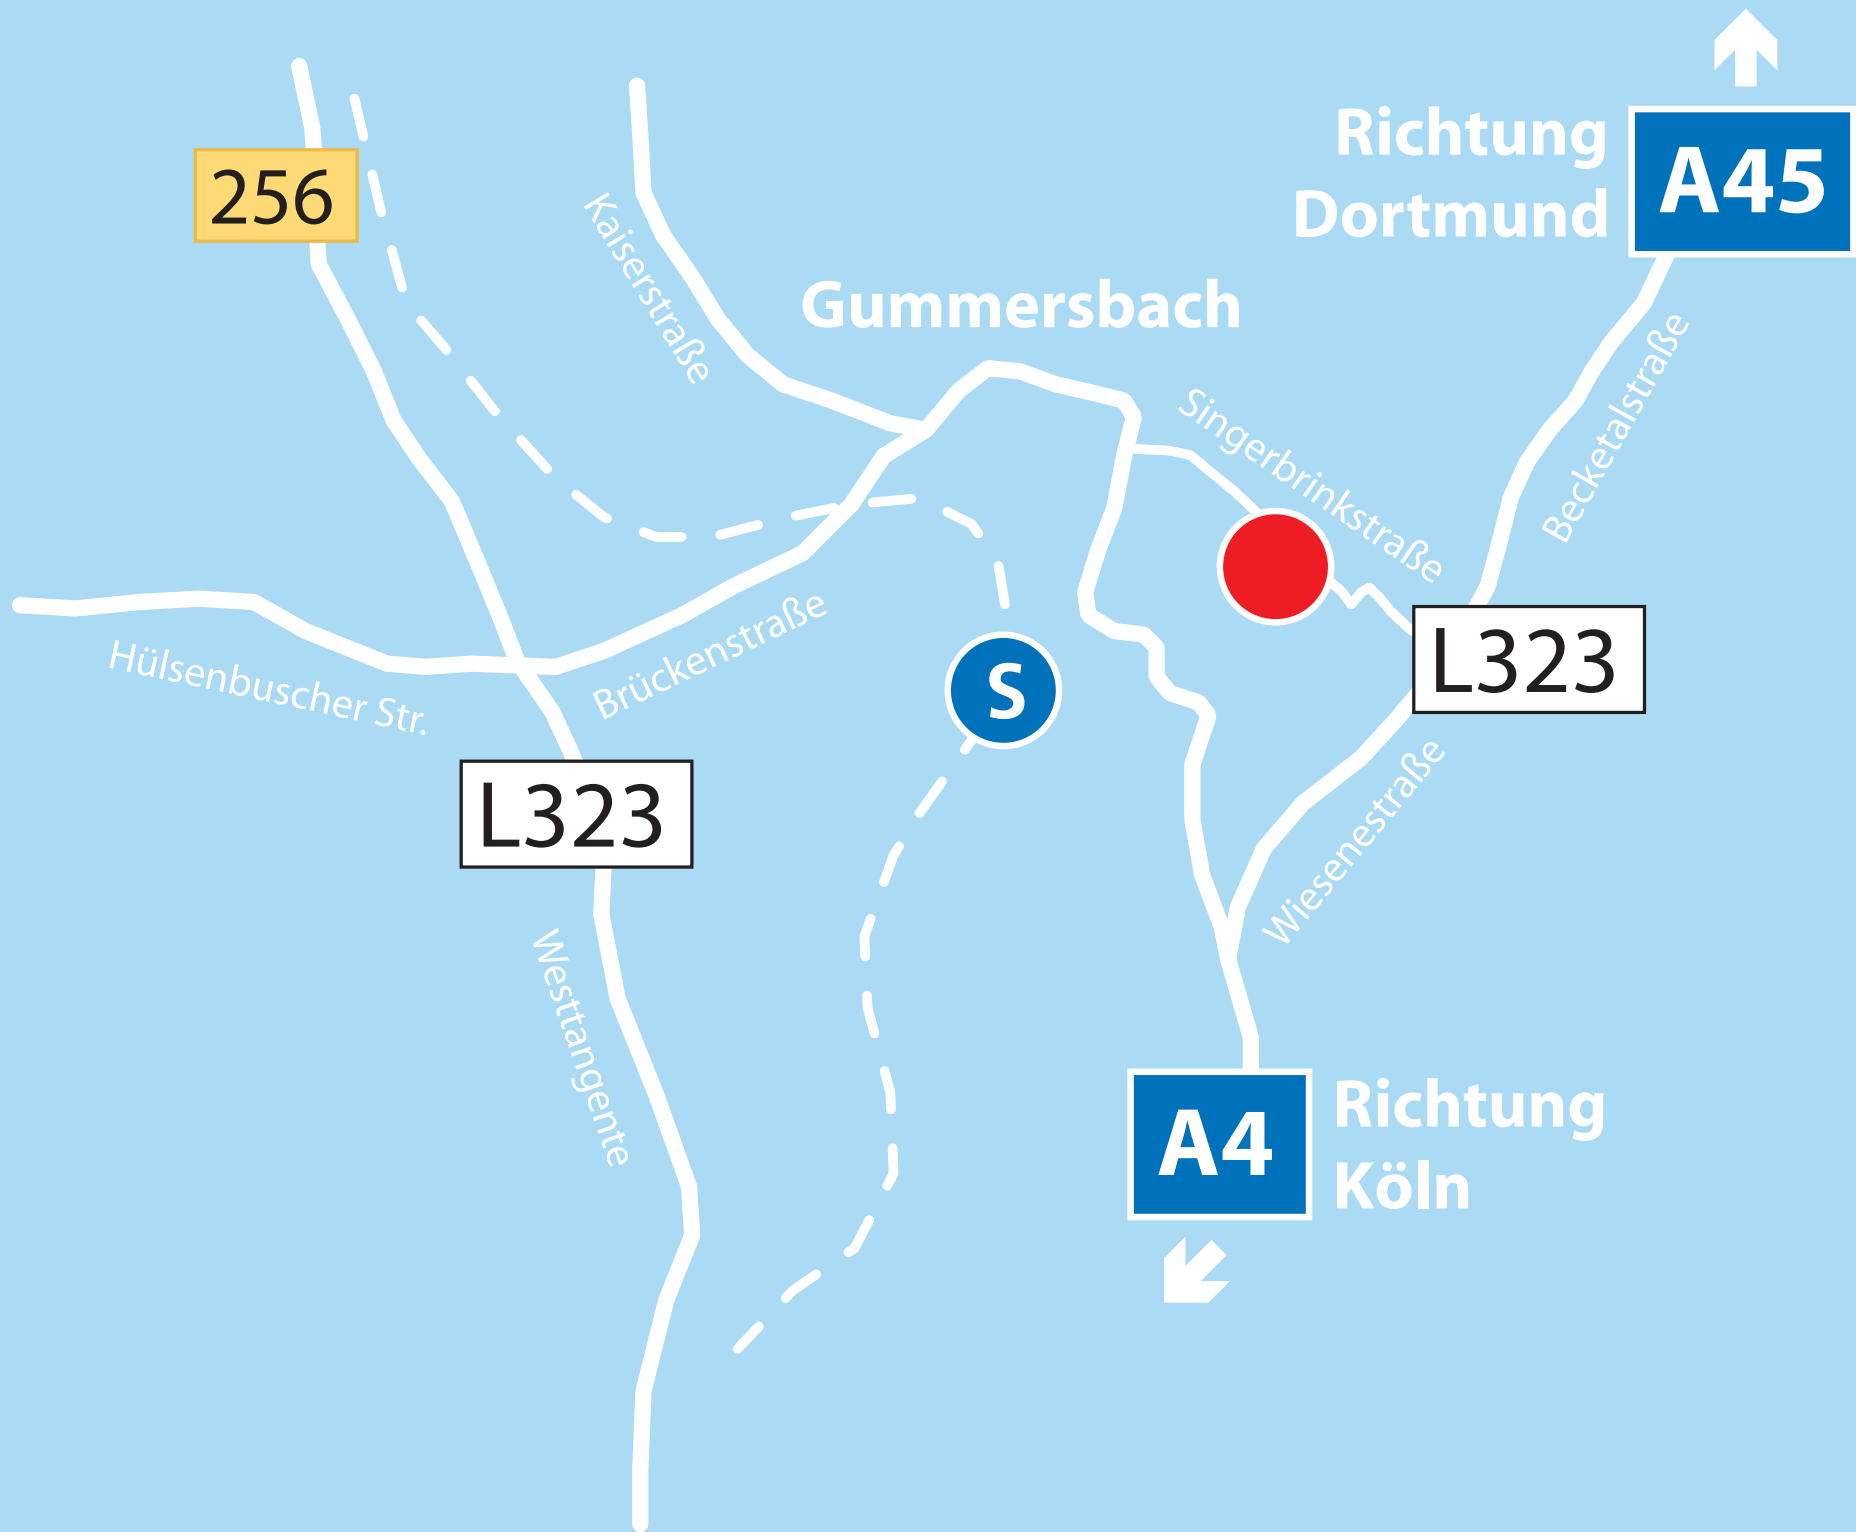 Richtung
Dortmund
A45
256
Kaiserstraße
Gummersbach
Singerbrinkstraße
Becketalstraße
Hülsenbuscher Str.
Brückenstraße
S
L323
L323
Wiesenestraße
Westtangente
A4
Richtung
Köln